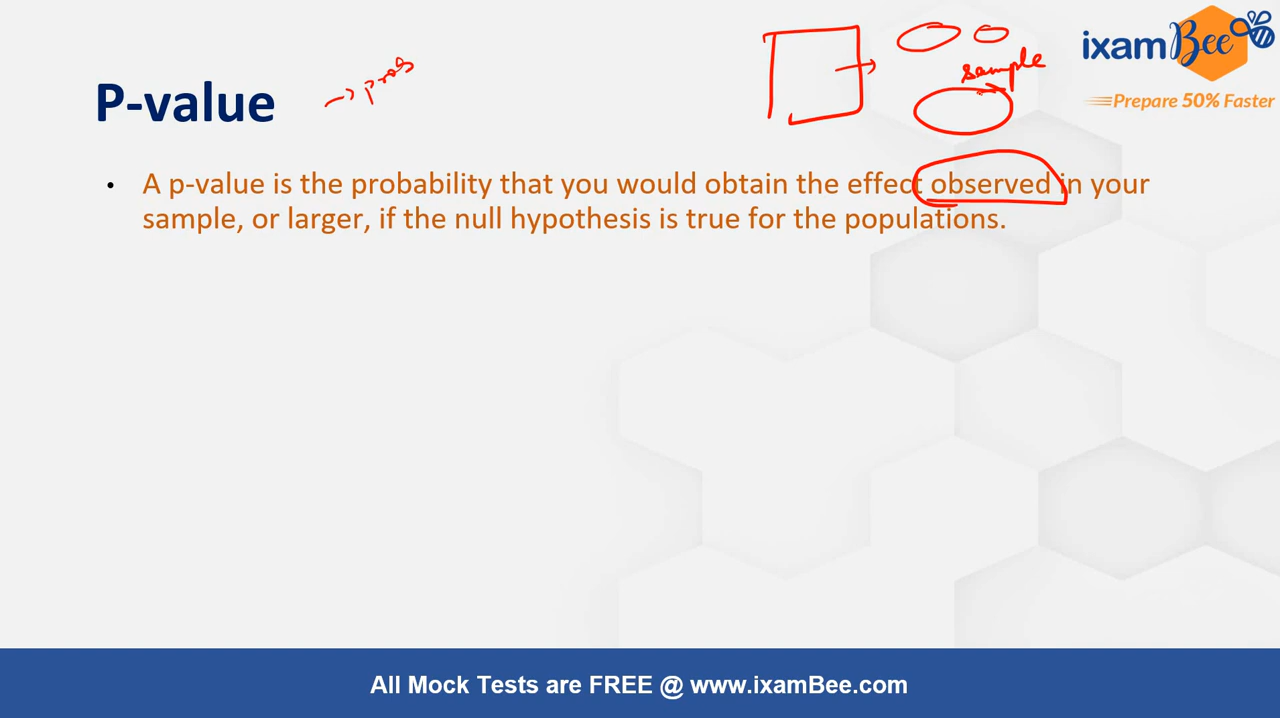 P-value
→ prob
sample
ixamBee
Prepare 50% Faster
• A p-value is the probability that you would obtain the effect observed in your
sample, or larger, if the null hypothesis is true for the populations.
All Mock Tests are FREE @ www.ixamBee.com